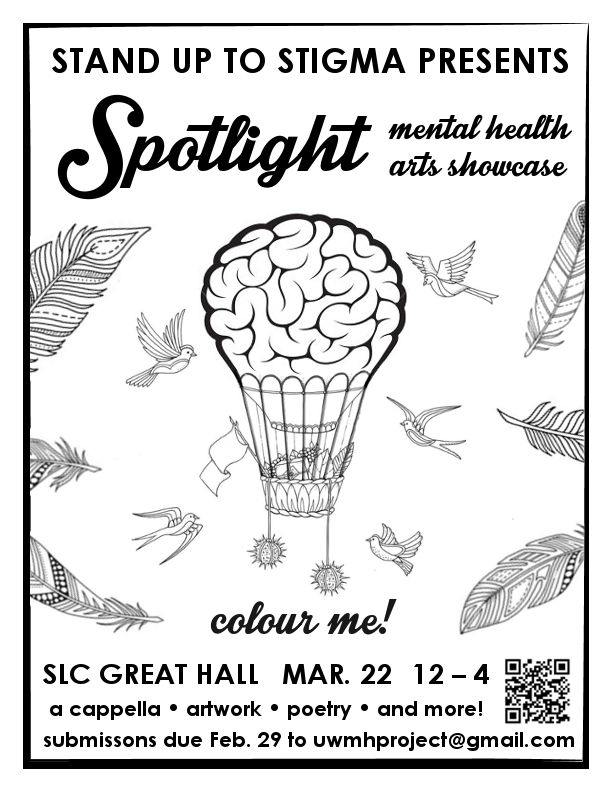 STAND UP TO STIGMA PRESENTS
Spotlight
mental health
arts showcase
colour me!
SLC GREAT HALL MAR. 22 12 – 4
a cappella • artwork • poetry • and more!
submissons due Feb. 29 to uwmhproject@gmail.com